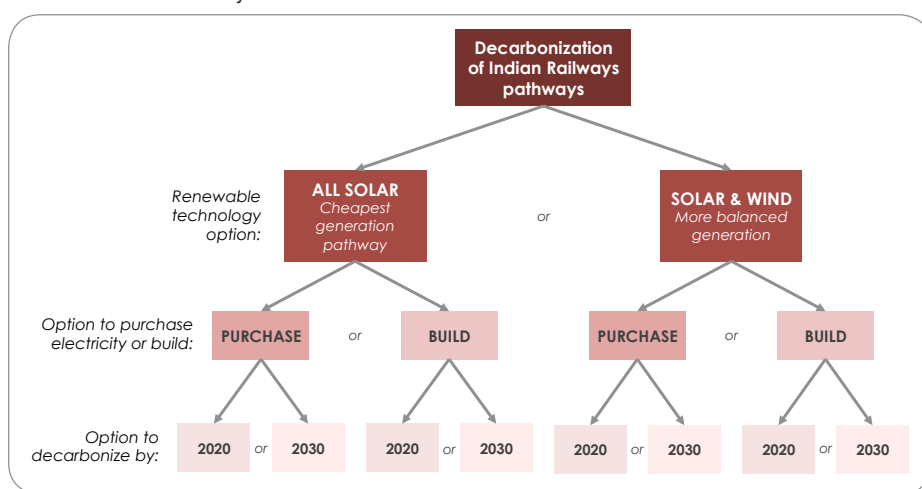 Decarbonization
of Indian Railways
pathways
Renewable
technology
option:
ALL SOLAR
Cheapest
generation
pathway
or
SOLAR & WIND
More balanced
generation
Option to purchase
electricity or build:
PURCHASE
or
BUILD
PURCHASE
or
BUILD
Option to
decarbonize by:
2020
or
2030
2020
or
2030
2020
or
2030
2020
or
2030